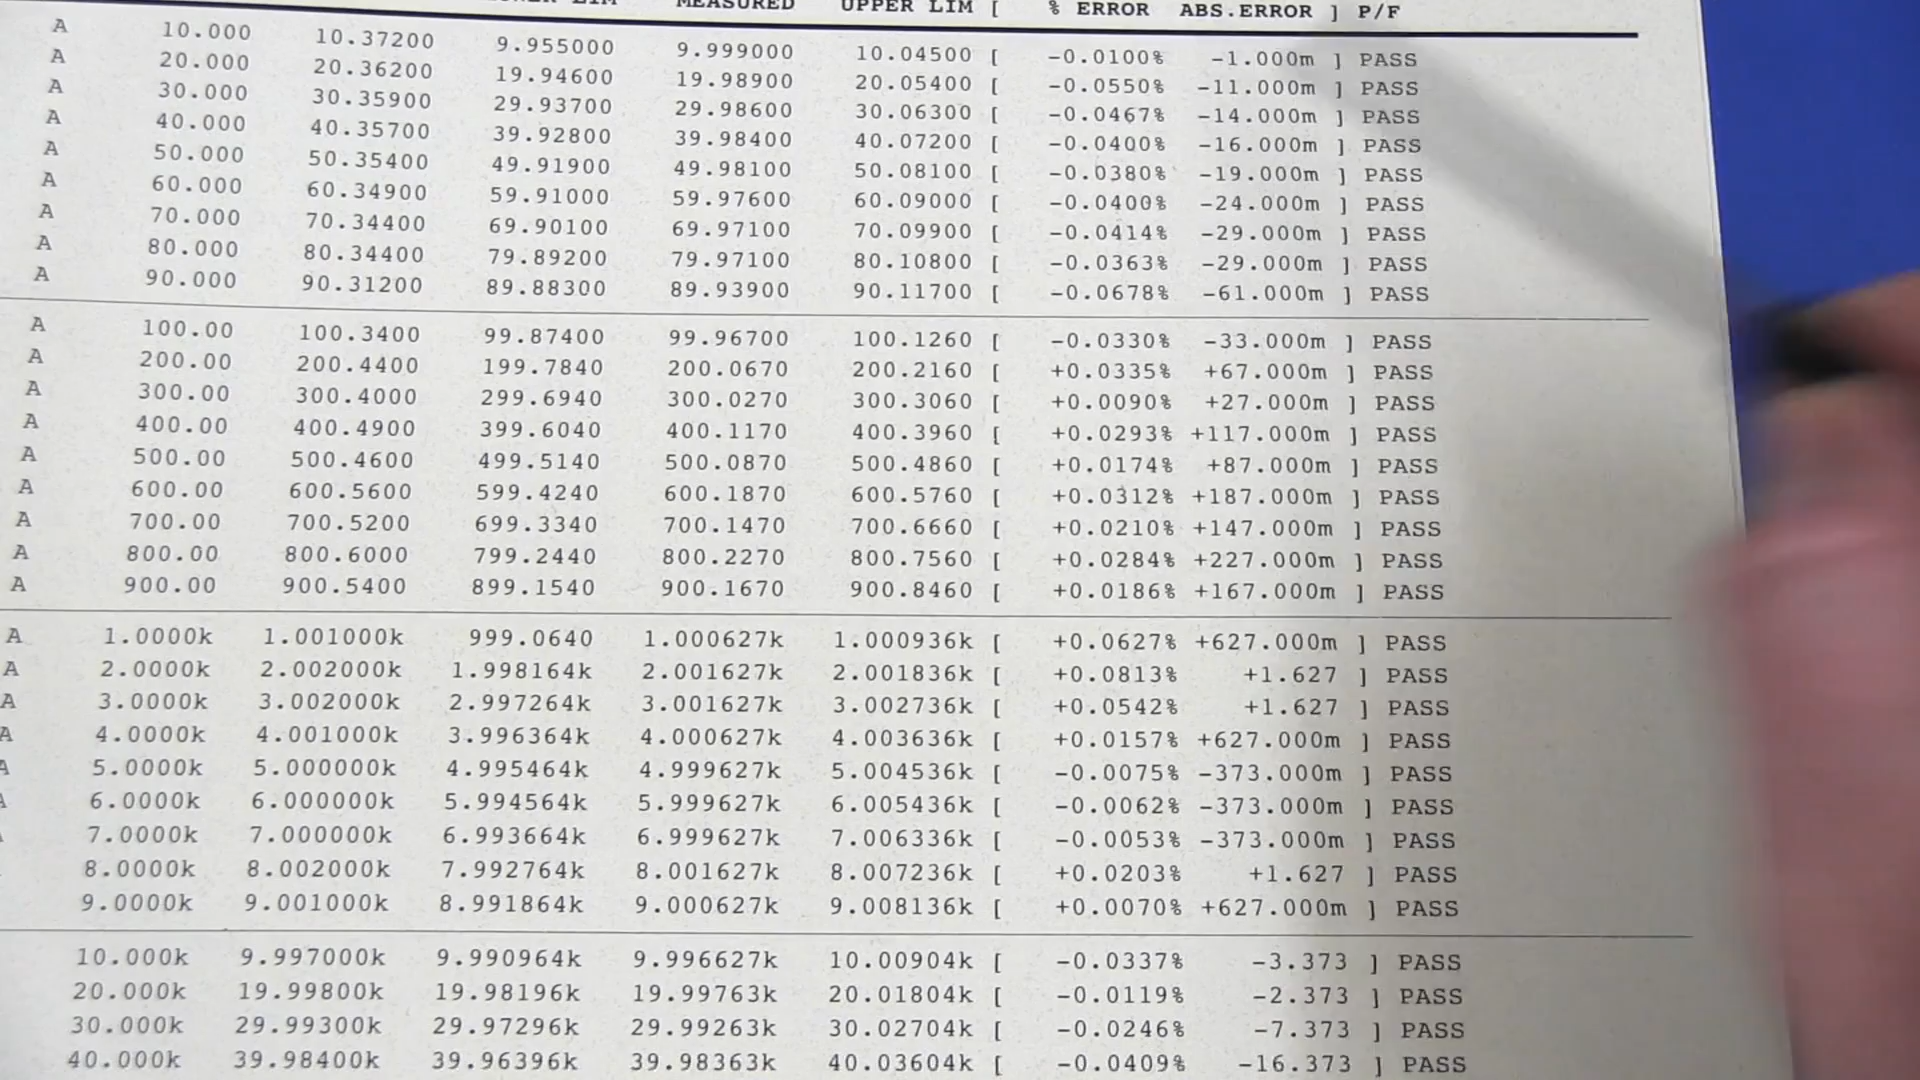 LOWER LIM MEASURED UPPER LIM [ % ERROR ABS.ERROR ] P/F
A 10.000 10.37200 9.955000 9.999000 10.04500 [ -0.0100% -1.000m ] PASS
A 20.000 20.36200 19.94600 19.98900 20.05400 [ -0.0550% -11.000m ] PASS
A 30.000 30.35900 29.93700 29.98600 30.06300 [ -0.0467% -14.000m ] PASS
A 40.000 40.35700 39.92800 39.98400 40.07200 [ -0.0400% -16.000m ] PASS
A 50.000 50.35400 49.91900 49.98100 50.08100 [ -0.0380% -19.000m ] PASS
A 60.000 60.34900 59.91000 59.97600 60.09000 [ -0.0400% -24.000m ] PASS
A 70.000 70.34400 69.90100 69.97100 70.09900 [ -0.0414% -29.000m ] PASS
A 80.000 80.34400 79.89200 79.97100 80.10800 [ -0.0363% -29.000m ] PASS
A 90.000 90.31200 89.88300 89.93900 90.11700 [ -0.0678% -61.000m ] PASS
A 100.00 100.3400 99.87400 99.96700 100.1260 [ -0.0330% -33.000m ] PASS
A 200.00 200.4400 199.7840 200.0670 200.2160 [ +0.0335% +67.000m ] PASS
A 300.00 300.4000 299.6940 300.0270 300.3060 [ +0.0090% +27.000m ] PASS
A 400.00 400.4900 399.6040 400.1170 400.3960 [ +0.0293% +117.000m ] PASS
A 500.00 500.4600 499.5140 500.0870 500.4860 [ +0.0174% +87.000m ] PASS
A 600.00 600.5600 599.4240 600.1870 600.5760 [ +0.0312% +187.000m ] PASS
A 700.00 700.5200 699.3340 700.1470 700.6660 [ +0.0210% +147.000m ] PASS
A 800.00 800.6000 799.2440 800.2270 800.7560 [ +0.0284% +227.000m ] PASS
A 900.00 900.5400 899.1540 900.1670 900.8460 [ +0.0186% +167.000m ] PASS
A 1.0000k 1.001000k 999.0640 1.000627k 1.000936k [ +0.0627% +627.000m ] PASS
A 2.0000k 2.002000k 1.998164k 2.001627k 2.001836k [ +0.0813% +1.627 ] PASS
A 3.0000k 3.002000k 2.997264k 3.001627k 3.002736k [ +0.0542% +1.627 ] PASS
A 4.0000k 4.001000k 3.996364k 4.000627k 4.003636k [ +0.0157% +627.000m ] PASS
A 5.0000k 5.000000k 4.995464k 4.999627k 5.004536k [ -0.0075% -373.000m ] PASS
6.0000k 6.000000k 5.994564k 5.999627k 6.005436k [ -0.0062% -373.000m ] PASS
7.0000k 7.000000k 6.993664k 6.999627k 7.006336k [ -0.0053% -373.000m ] PASS
8.0000k 8.002000k 7.992764k 8.001627k 8.007236k [ +0.0203% +1.627 ] PASS
9.0000k 9.001000k 8.991864k 9.000627k 9.008136k [ +0.0070% +627.000m ] PASS
10.000k 9.997000k 9.990964k 9.996627k 10.00904k [ -0.0337% -3.373 ] PASS
20.000k 19.99800k 19.98196k 19.99763k 20.01804k [ -0.0119% -2.373 ] PASS
30.000k 29.99300k 29.97296k 29.99263k 30.02704k [ -0.0246% -7.373 ] PASS
40.000k 39.98400k 39.96396k 39.98363k 40.03604k [ -0.0409% -16.373 ] PASS